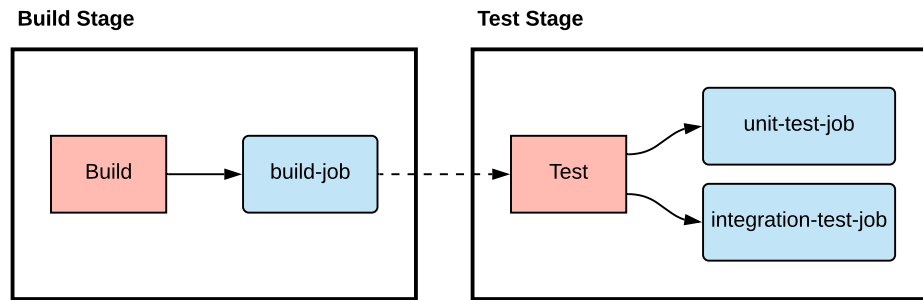 Build Stage
Test Stage
Build
build-job
Test
unit-test-job
integration-test-job